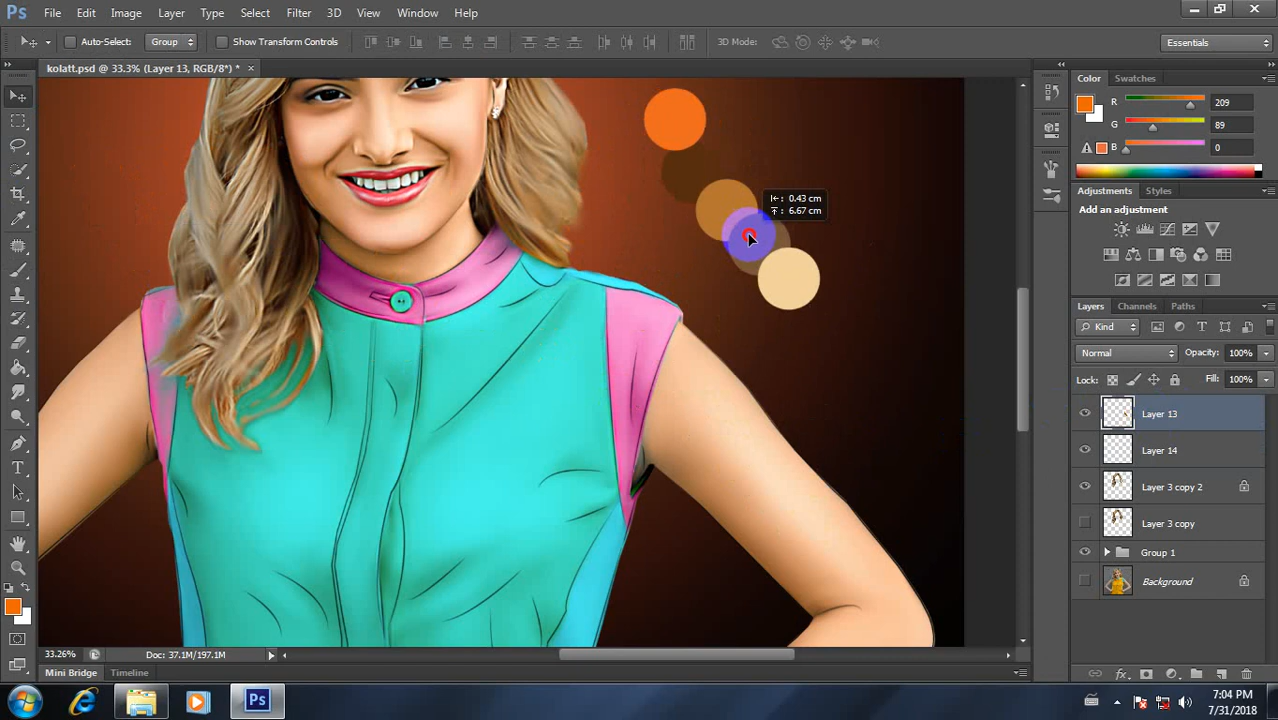 Ps File Edit Image Layer Type Select Filter 3D View Window Help
Auto-Select: Group Show Transform Controls 3D Mode: Essentials
kolatt.psd @ 33.3% (Layer 13, RGB/8*) * ×
Color Swatches
R 209
G 89
B 0
Adjustments Styles
Add an adjustment
0.43 cm
6.67 cm
Layers Channels Paths
Kind
Normal Opacity: 100%
Lock: Fill: 100%
Layer 13
Layer 14
Layer 3 copy 2
Layer 3 copy
Group 1
Background
33.26% Doc: 37.1M/197.1M
Mini Bridge Timeline
Ps
7:04 PM
7/31/2018